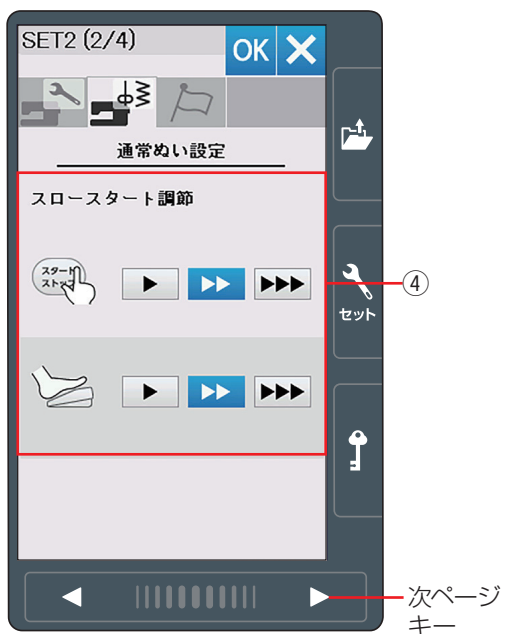 SET2 (2/4)
OK
通常ぬい設定
スロースタート調節
スタート
ストップ
④
セット
次ページ
キー